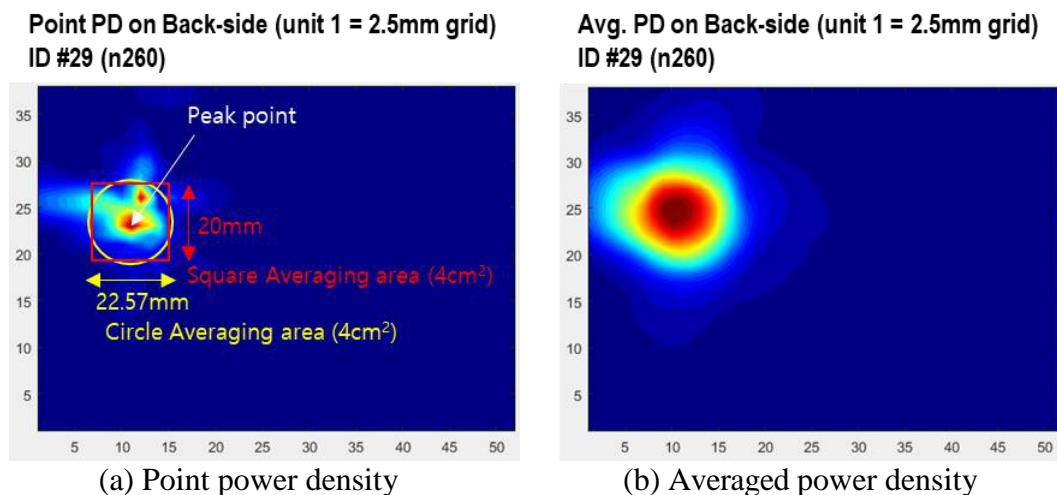 Point PD on Back-side (unit 1 = 2.5mm grid)
ID #29 (n260)
Avg. PD on Back-side (unit 1 = 2.5mm grid)
ID #29 (n260)
35
30
25
20
15
10
5
5 10 15 20 25 30 35 40 45 50
Peak point
20mm
Square Averaging area (4cm²)
22.57mm
Circle Averaging area (4cm²)
35
30
25
20
15
10
5
5 10 15 20 25 30 35 40 45 50
(a) Point power density
(b) Averaged power density